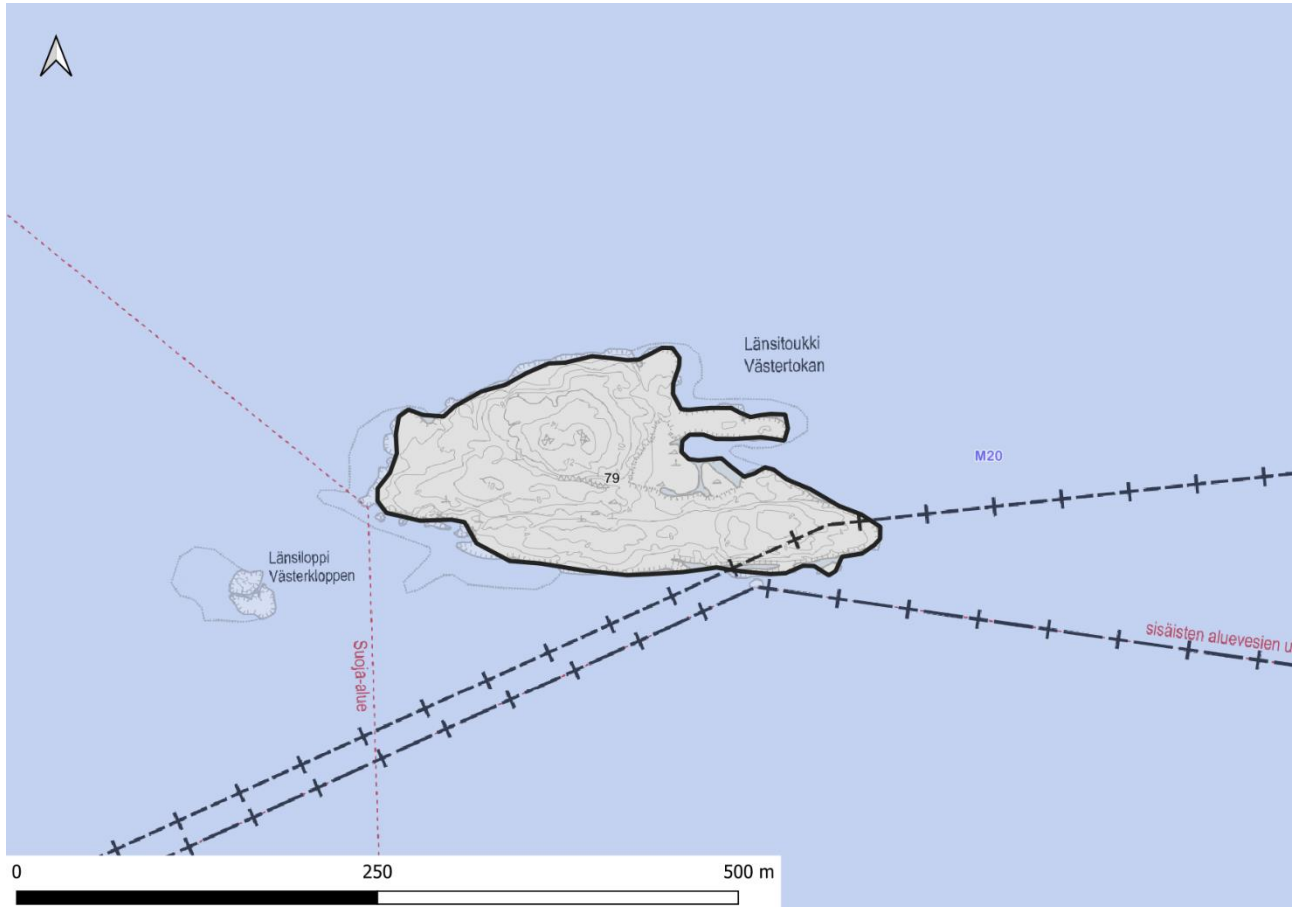 Länsitoukki
Västertokan
M20
79
Länsiloppi
Västerkloppen
Suoja-alue
sisäisten aluevesien u
0
250
500 m